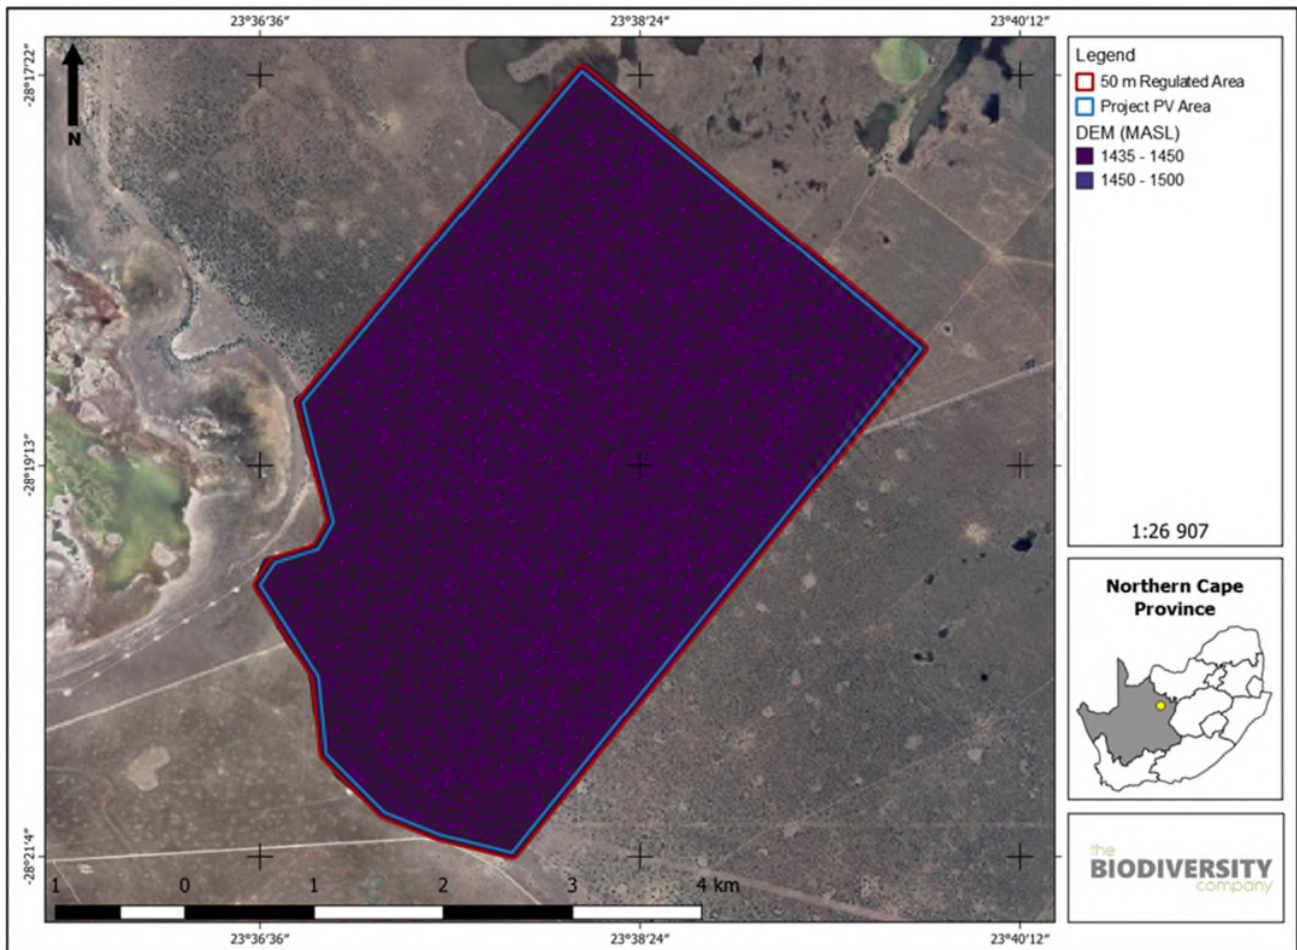 23°36'36"
23°38'24"
23°40'12"
-28°17'22"
-28°19'13"
-28°21'4"
N
1
0
1
2
3
4 km
23°36'36"
23°38'24"
23°40'12"
Legend
50 m Regulated Area
Project PV Area
DEM (MASL)
1435 - 1450
1450 - 1500
1:26 907
Northern Cape
Province
the
BIODIVERSITY
company